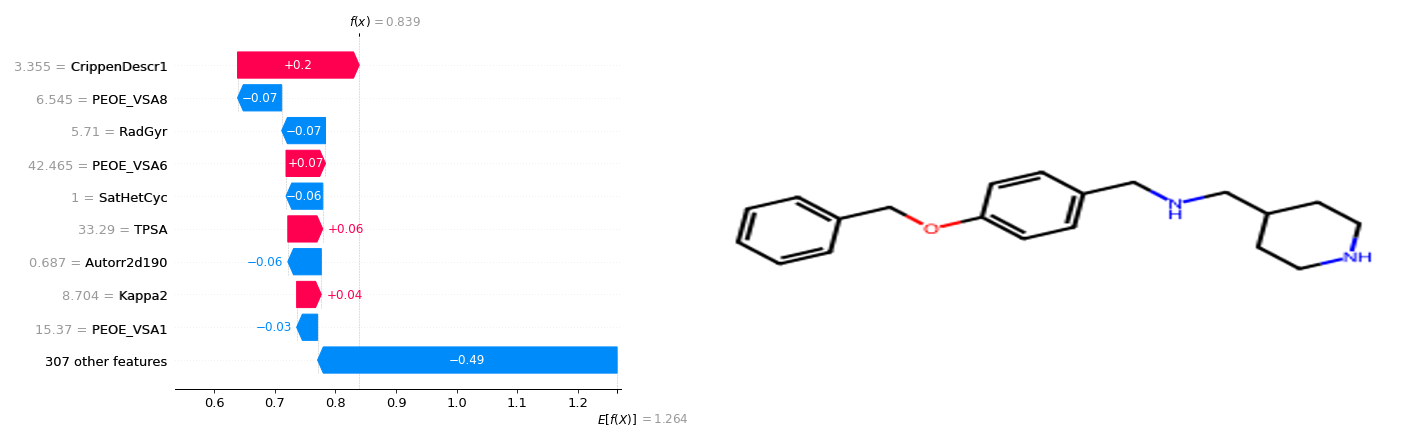 f(x) = 0.839
3.355 = CrippenDescr1
+0.2
6.545 = PEOE_VSA8
−0.07
5.71 = RadGyr
−0.07
42.465 = PEOE_VSA6
+0.07
1 = SatHetCyc
−0.06
33.29 = TPSA
+0.06
0.687 = Autorr2d190
−0.06
8.704 = Kappa2
+0.04
15.37 = PEOE_VSA1
−0.03
307 other features
−0.49
0.6 0.7 0.8 0.9 1.0 1.1 1.2
E[f(X)] = 1.264
O
N
H
NH